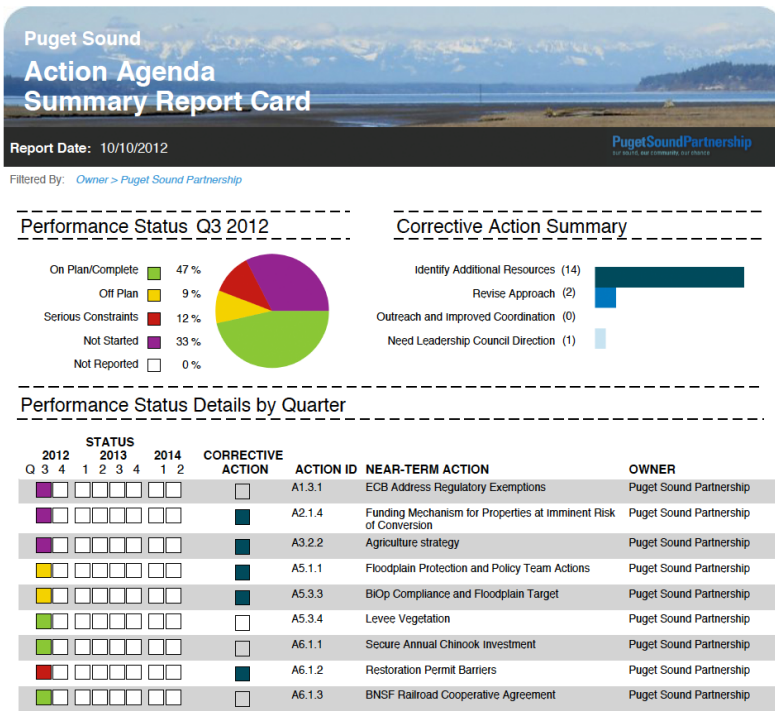 Puget Sound
Action Agenda
Summary Report Card
Report Date: 10/10/2012
PugetSoundPartnership
our sound, our community, our chance
Filtered By: Owner > Puget Sound Partnership
Performance Status Q3 2012
Corrective Action Summary
On Plan/Complete 47 %
Off Plan 9 %
Serious Constraints 12 %
Not Started 33 %
Not Reported 0 %
Identify Additional Resources (14)
Revise Approach (2)
Outreach and Improved Coordination (0)
Need Leadership Council Direction (1)
Performance Status Details by Quarter
STATUS
2012 2013 2014 CORRECTIVE
Q 3 4 1 2 3 4 1 2 ACTION ACTION ID NEAR-TERM ACTION OWNER
A1.3.1 ECB Address Regulatory Exemptions Puget Sound Partnership
A2.1.4 Funding Mechanism for Properties at Imminent Risk Puget Sound Partnership
of Conversion
A3.2.2 Agriculture strategy Puget Sound Partnership
A5.1.1 Floodplain Protection and Policy Team Actions Puget Sound Partnership
A5.3.3 BiOp Compliance and Floodplain Target Puget Sound Partnership
A5.3.4 Levee Vegetation Puget Sound Partnership
A6.1.1 Secure Annual Chinook Investment Puget Sound Partnership
A6.1.2 Restoration Permit Barriers Puget Sound Partnership
A6.1.3 BNSF Railroad Cooperative Agreement Puget Sound Partnership